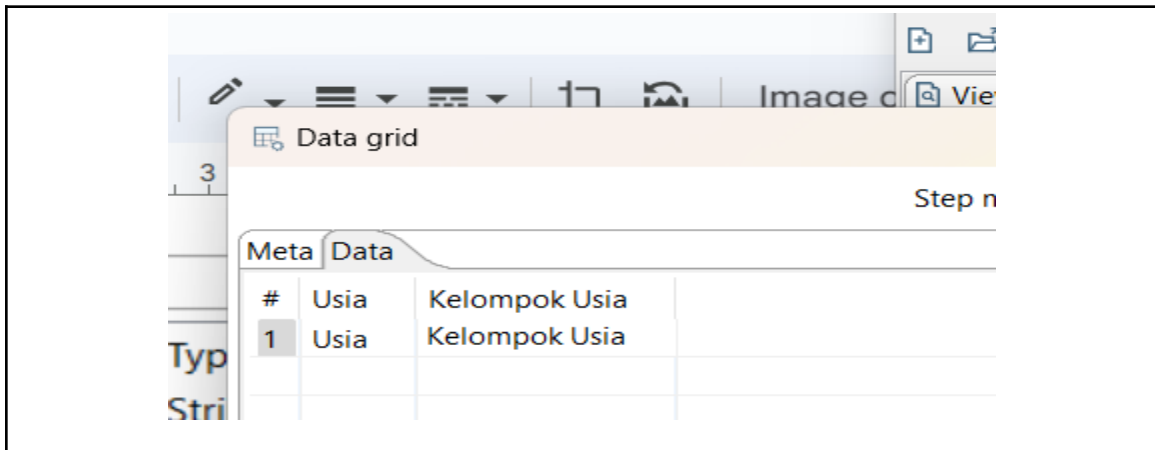 Image
Vie
Data grid
3
Step n
Meta Data
# Usia Kelompok Usia
1 Usia Kelompok Usia
Typ
Stri